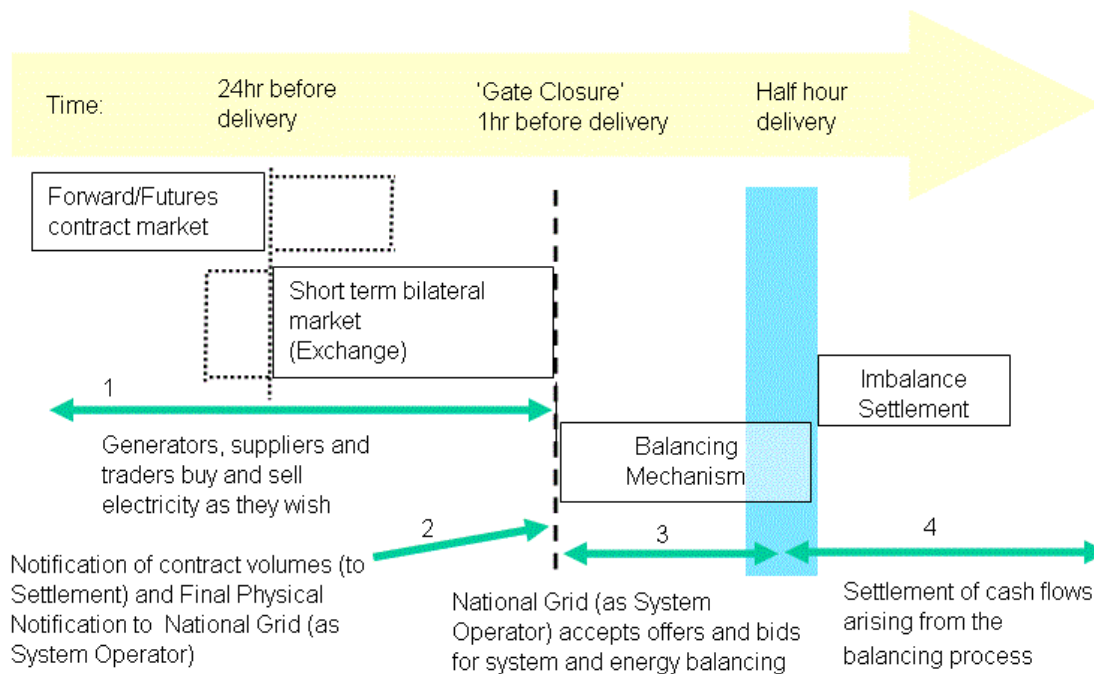 Time:
24hr before
delivery
'Gate Closure'
1hr before delivery
Half hour
delivery
Forward/Futures
contract market
Short term bilateral
market
(Exchange)
Imbalance
Settlement
1
Generators, suppliers and
traders buy and sell
electricity as they wish
Balancing
Mechanism
2
3
4
Notification of contract volumes (to
Settlement) and Final Physical
Notification to National Grid (as
System Operator)
National Grid (as System
Operator) accepts offers and bids
for system and energy balancing
Settlement of cash flows
arising from the
balancing process